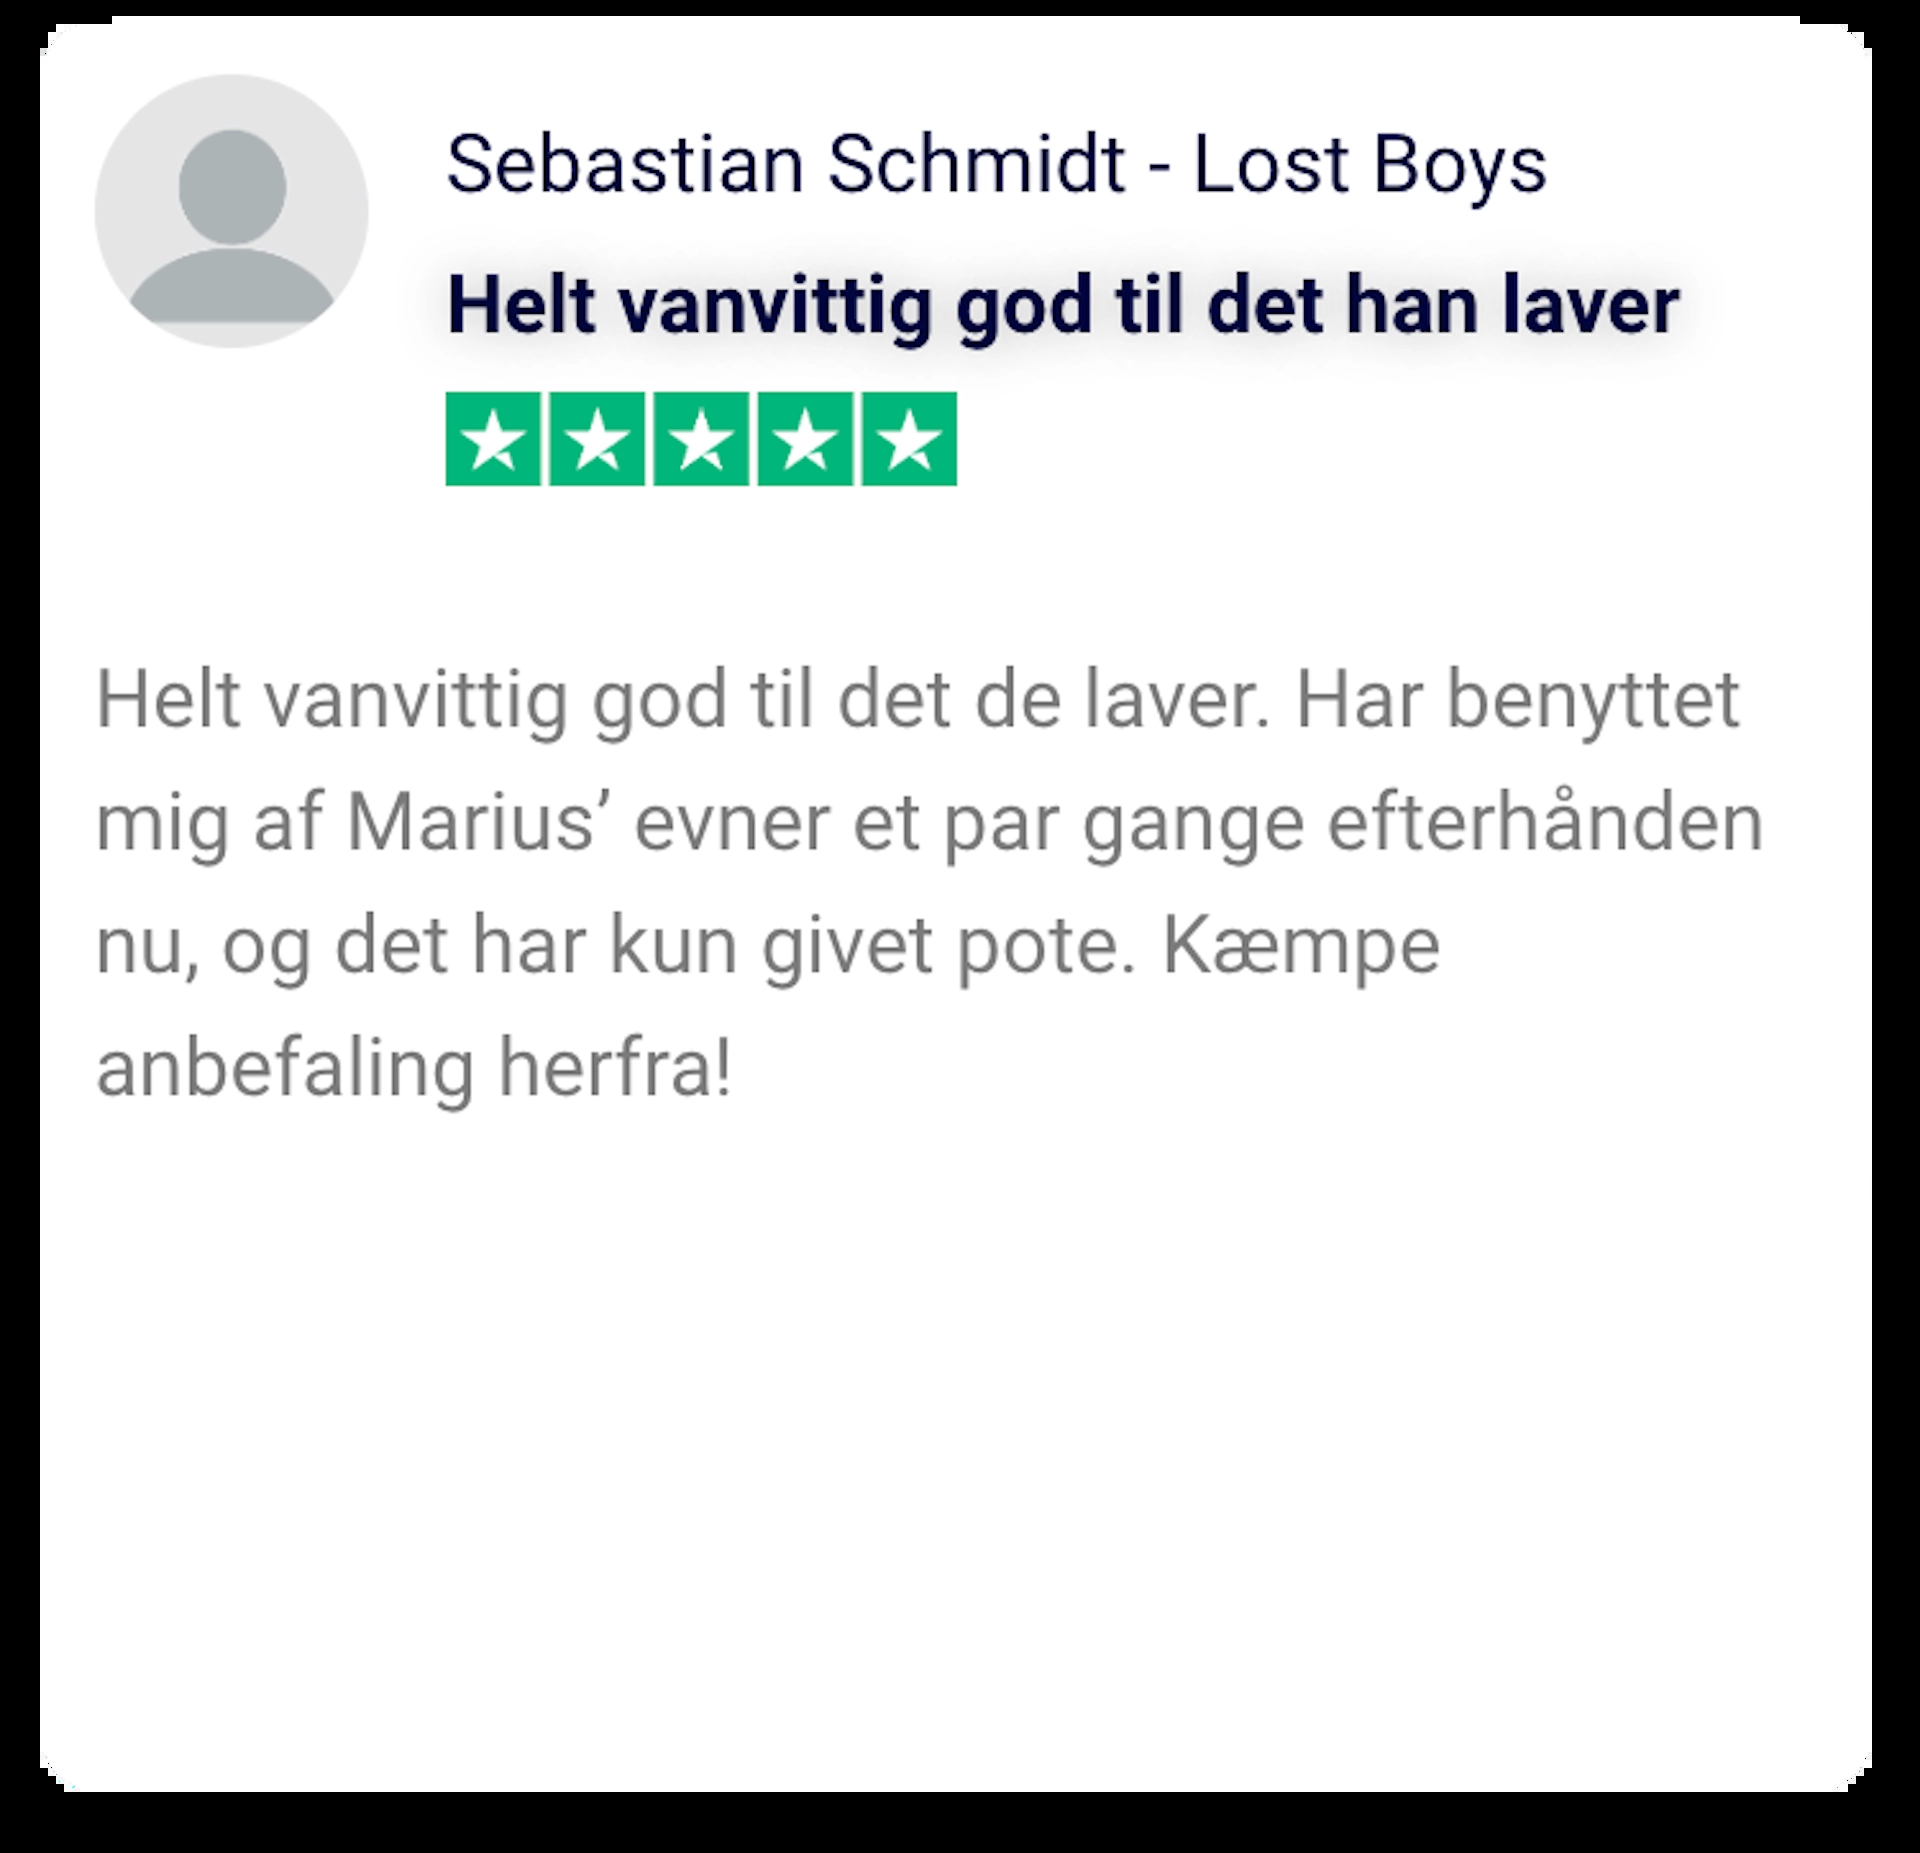 Sebastian Schmidt - Lost Boys
Helt vanvittig god til det han laver
Helt vanvittig god til det de laver. Har benyttet
mig af Marius’ evner et par gange efterhånden
nu, og det har kun givet pote. Kæmpe
anbefaling herfra!